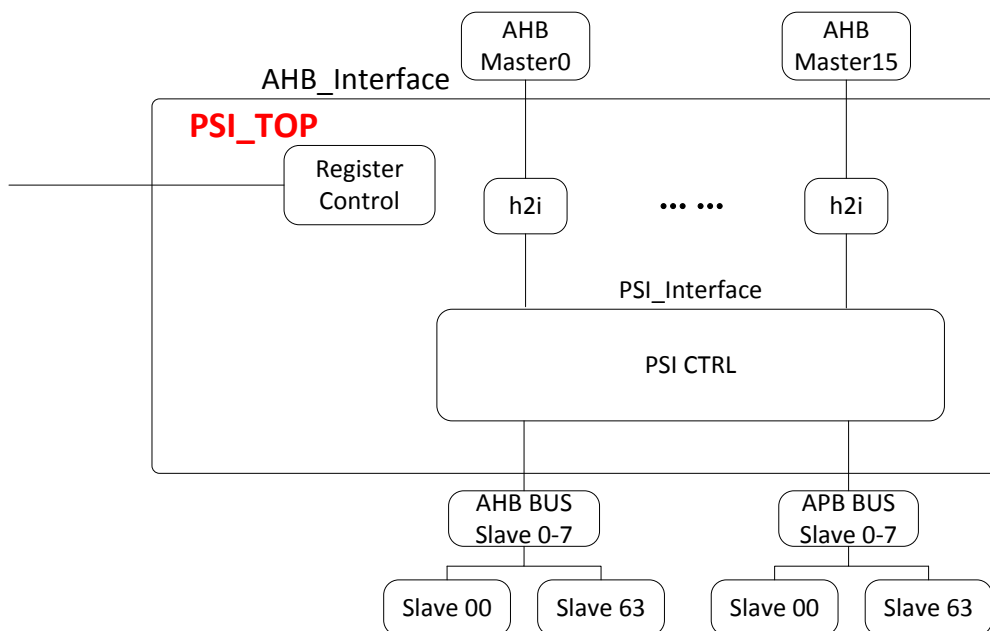 AHB
Master0
AHB
Master15
AHB_Interface
PSI_TOP
Register
Control
h2i
... ...
h2i
PSI_Interface
PSI CTRL
AHB BUS
Slave 0-7
APB BUS
Slave 0-7
Slave 00
Slave 63
Slave 00
Slave 63